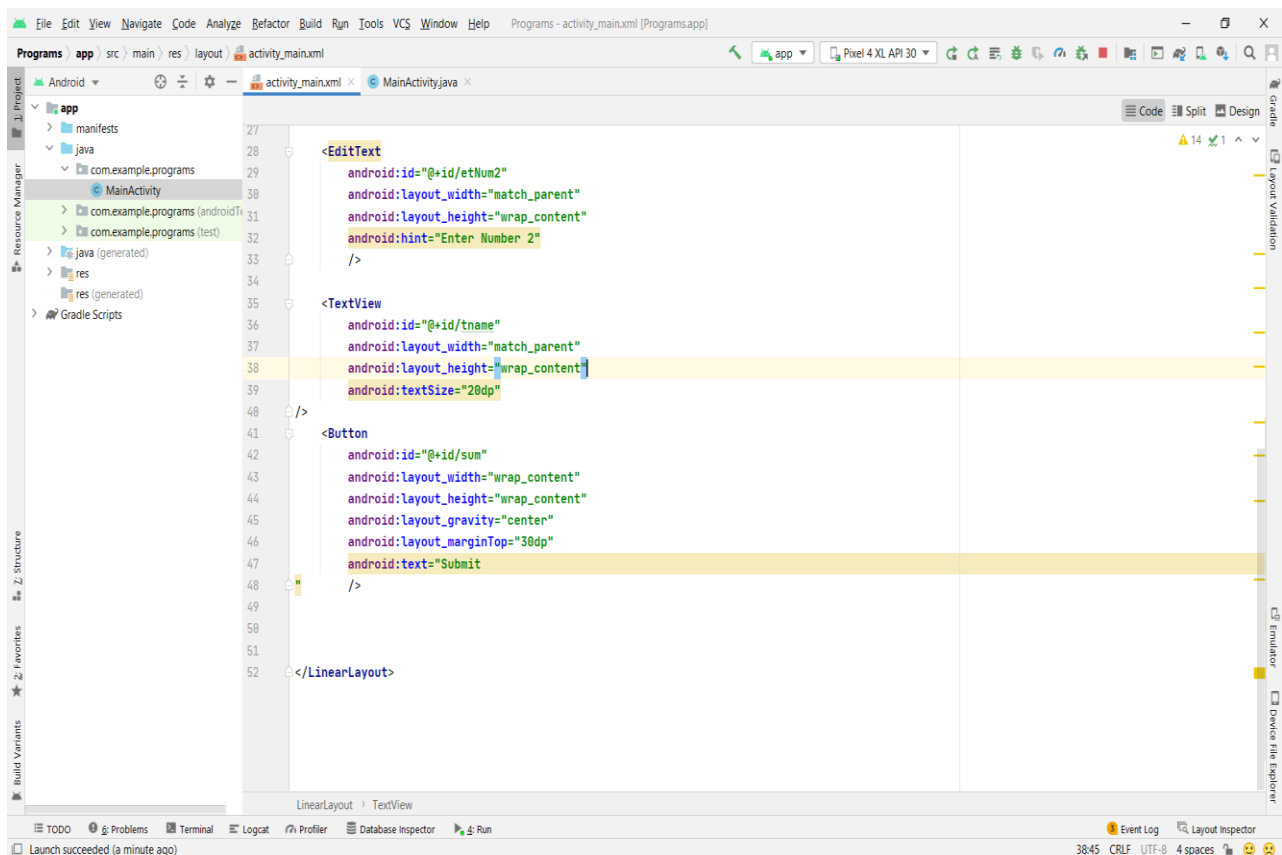 File Edit View Navigate Code Analyze Refactor Build Run Tools VCS Window Help Programs - activity_main.xml [Programs.app]
Programs app src main res layout activity_main.xml app Pixel 4 XL API 30
1: Project
Resource Manager
Z: Structure
2: Favorites
Build Variants
Android
app
manifests
java
com.example.programs
MainActivity
com.example.programs (androidTe
com.example.programs (test)
java (generated)
res
res (generated)
Gradle Scripts
activity_main.xml MainActivity.java
Code Split Design
14 1
27
28 <EditText
29 android:id="@+id/etNum2"
30 android:layout_width="match_parent"
31 android:layout_height="wrap_content"
32 android:hint="Enter Number 2"
33 />
34
35 <TextView
36 android:id="@+id/tname"
37 android:layout_width="match_parent"
38 android:layout_height="wrap_content"
39 android:textSize="20dp"
40 />
41 <Button
42 android:id="@+id/sum"
43 android:layout_width="wrap_content"
44 android:layout_height="wrap_content"
45 android:layout_gravity="center"
46 android:layout_marginTop="30dp"
47 android:text="Submit
48 " />
49
50
51
52 </LinearLayout>
LinearLayout TextView
Gradle
Layout Validation
Emulator
Device File Explorer
TODO 6: Problems Terminal Logcat Profiler Database Inspector 4: Run 3 Event Log Layout Inspector
Launch succeeded (a minute ago) 38:45 CRLF UTF-8 4 spaces